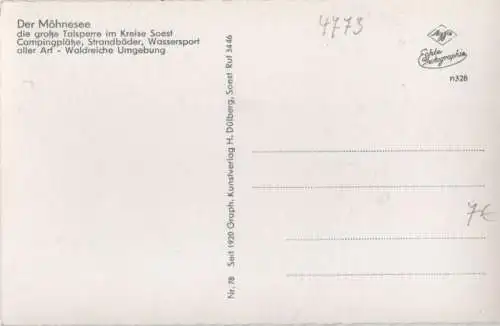 Der Möhnesee
die große Talsperre im Kreise Soest
Campingplätze, Strandbäder, Wassersport
aller Art - Waldreiche Umgebung
4773
Agfa
Echte Photographie
n328
Nr. 78 Seit 1920 Graph. Kunstverlag H. Dülberg, Soest Ruf 3446
7€